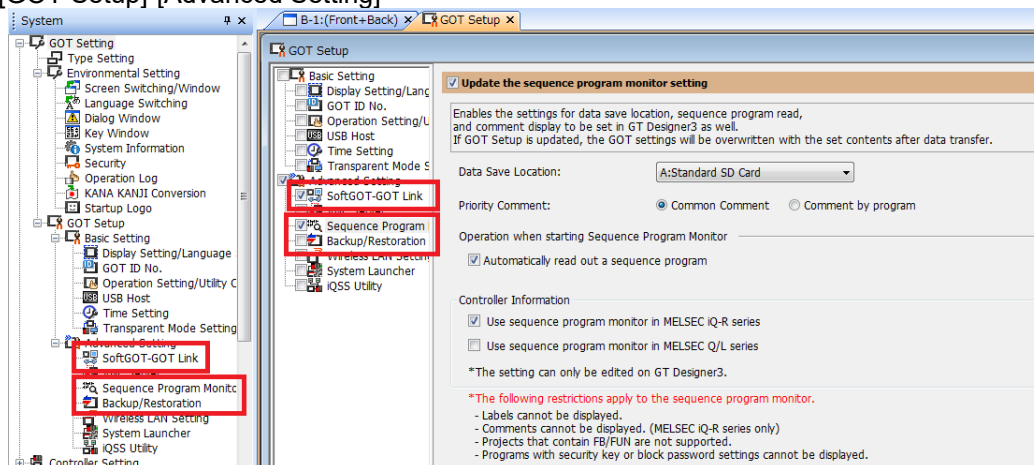 [GOT Setup]-[Advanced Setting]
System
B-1:(Front+Back)
GOT Setup
GOT Setting
Type Setting
Environmental Setting
Screen Switching/Window
Language Switching
Dialog Window
Key Window
System Information
Security
Operation Log
KANA KANJI Conversion
Startup Logo
GOT Setup
Basic Setting
Display Setting/Language
GOT ID No.
Operation Setting/Utility C
USB Host
Time Setting
Transparent Mode Setting
Advanced Setting
SoftGOT-GOT Link
Sequence Program Monitc
Backup/Restoration
Wireless LAN Setting
System Launcher
iQSS Utility
Controller Setting
GOT Setup
Basic Setting
Display Setting/Lang
GOT ID No.
Operation Setting/U
USB Host
Time Setting
Transparent Mode S
Advanced Setting
SoftGOT-GOT Link
Sequence Program
Backup/Restoration
Wireless LAN Setting
System Launcher
iQSS Utility
Update the sequence program monitor setting
Enables the settings for data save location, sequence program read,
and comment display to be set in GT Designer3 as well.
If GOT Setup is updated, the GOT settings will be overwritten with the set contents after data transfer.
Data Save Location: A:Standard SD Card
Priority Comment: Common Comment Comment by program
Operation when starting Sequence Program Monitor
Automatically read out a sequence program
Controller Information
Use sequence program monitor in MELSEC iQ-R series
Use sequence program monitor in MELSEC Q/L series
*The setting can only be edited on GT Designer3.
*The following restrictions apply to the sequence program monitor.
- Labels cannot be displayed.
- Comments cannot be displayed. (MELSEC iQ-R series only)
- Projects that contain FB/FUN are not supported.
- Programs with security key or block password settings cannot be displayed.